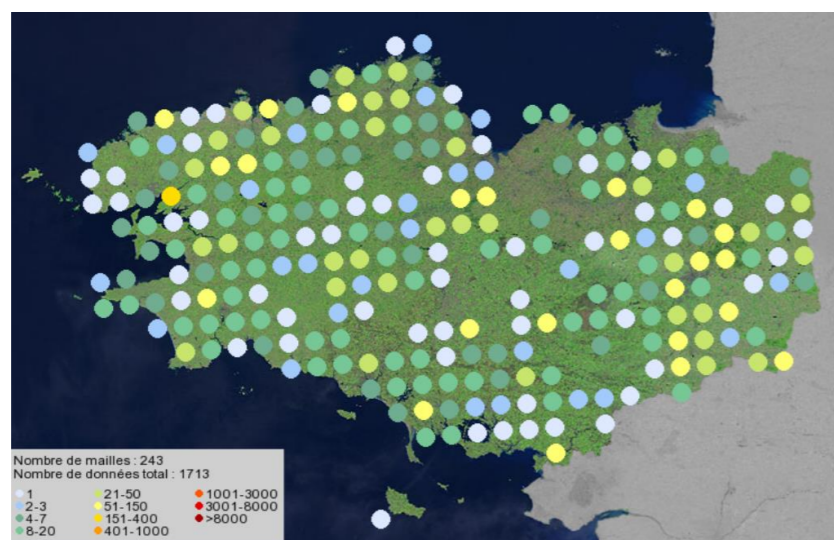 Nombre de mailles : 243
Nombre de données total : 1713
1 21-50 1001-3000
2-3 51-150 3001-8000
4-7 151-400 >8000
8-20 401-1000